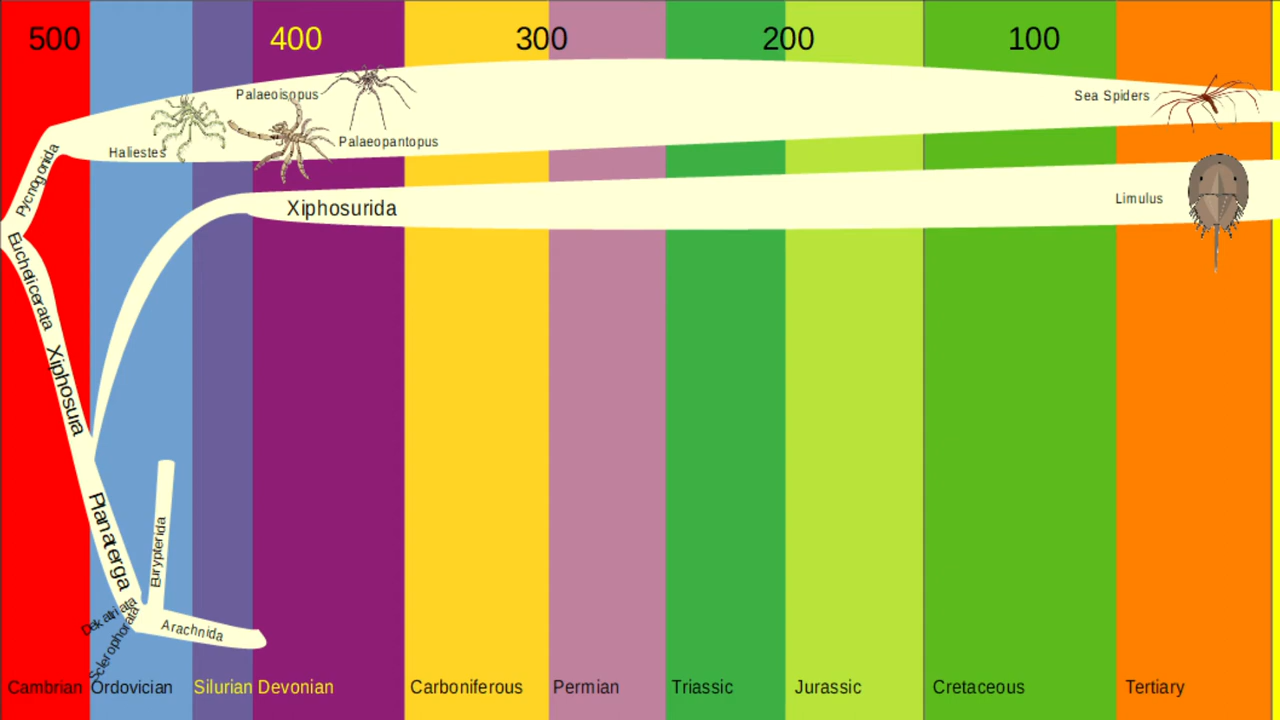 500
400
300
200
100
Palaeoisopus
Sea Spiders
Palaeopantopus
Haliestes
Pycnogonida
Limulus
Xiphosurida
Euchelicerata
Xiphosura
Planaterga
Eurypterida
Dekatriata
Arachnida
Sclerophorata
Cambrian
Ordovician
Silurian
Devonian
Carboniferous
Permian
Triassic
Jurassic
Cretaceous
Tertiary